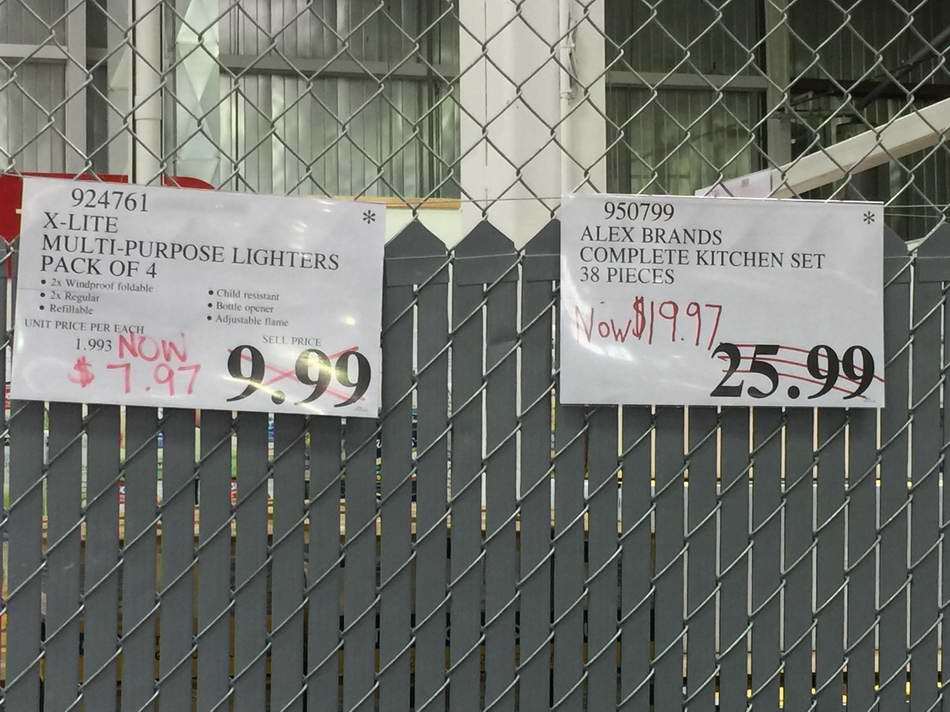 924761
*
X-LITE
MULTI-PURPOSE LIGHTERS
PACK OF 4
• 2x Windproof foldable
• 2x Regular
• Refillable
• Child resistant
• Bottle opener
• Adjustable flame
UNIT PRICE PER EACH
1.993
NOW
$7.97
SELL PRICE
9.99
950799
*
ALEX BRANDS
COMPLETE KITCHEN SET
38 PIECES
Now $19.97
25.99